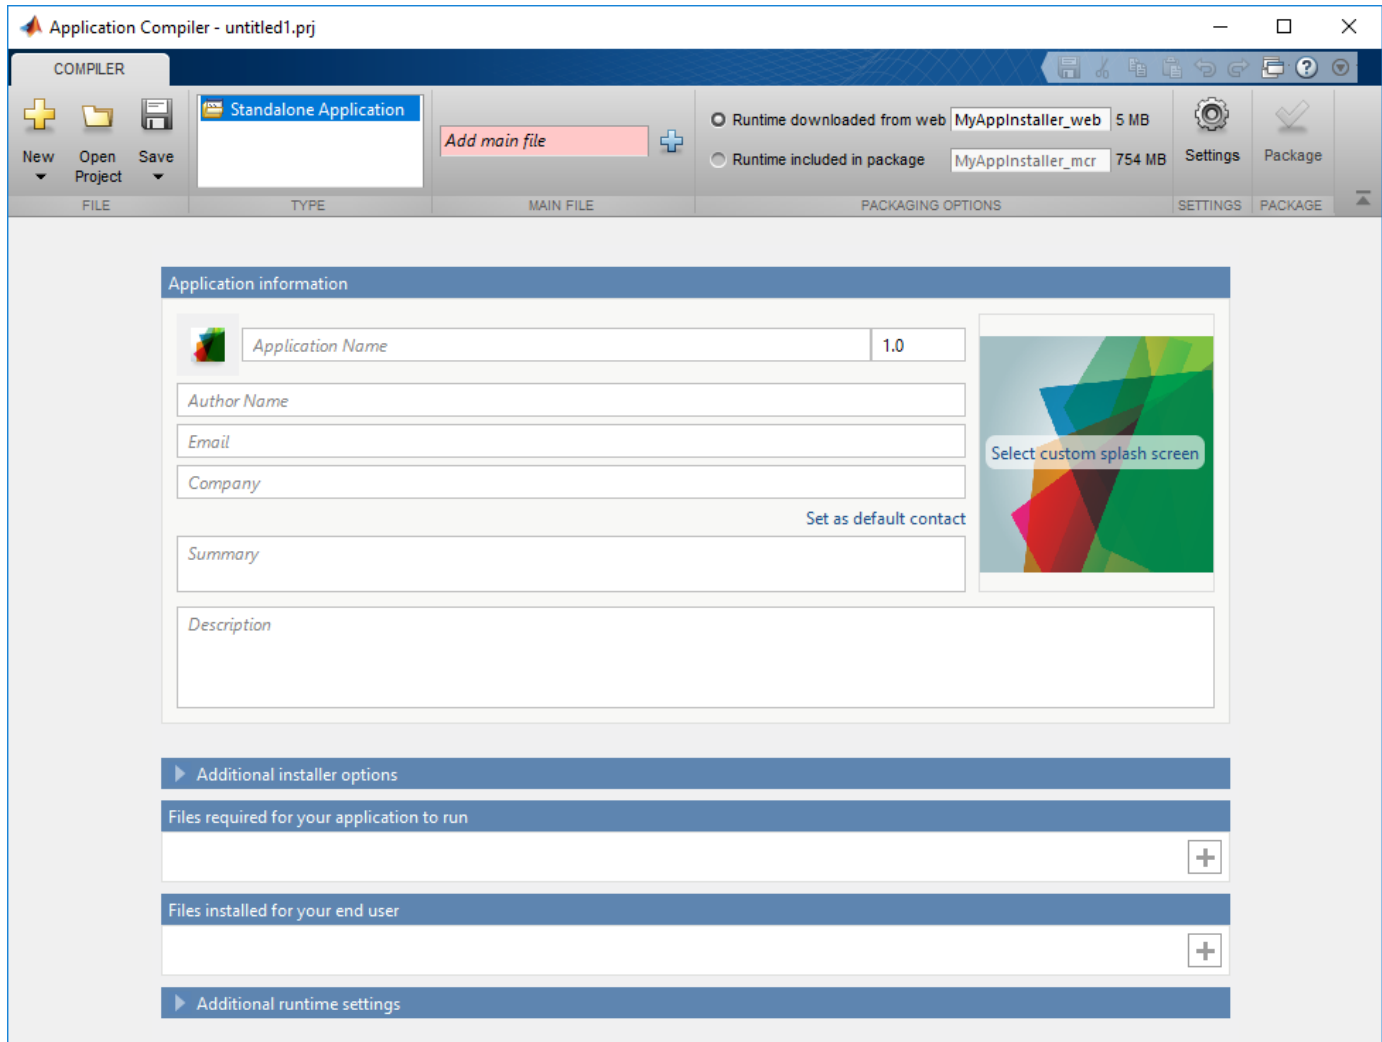 Application Compiler - untitled1.prj
COMPILER
New
Open Project
Save
FILE
Standalone Application
TYPE
Add main file
MAIN FILE
Runtime downloaded from web MyAppInstaller_web 5 MB
Runtime included in package MyAppInstaller_mcr 754 MB
PACKAGING OPTIONS
Settings
SETTINGS
Package
PACKAGE
Application information
Application Name 1.0
Author Name
Email
Company
Set as default contact
Select custom splash screen
Summary
Description
Additional installer options
Files required for your application to run
Files installed for your end user
Additional runtime settings